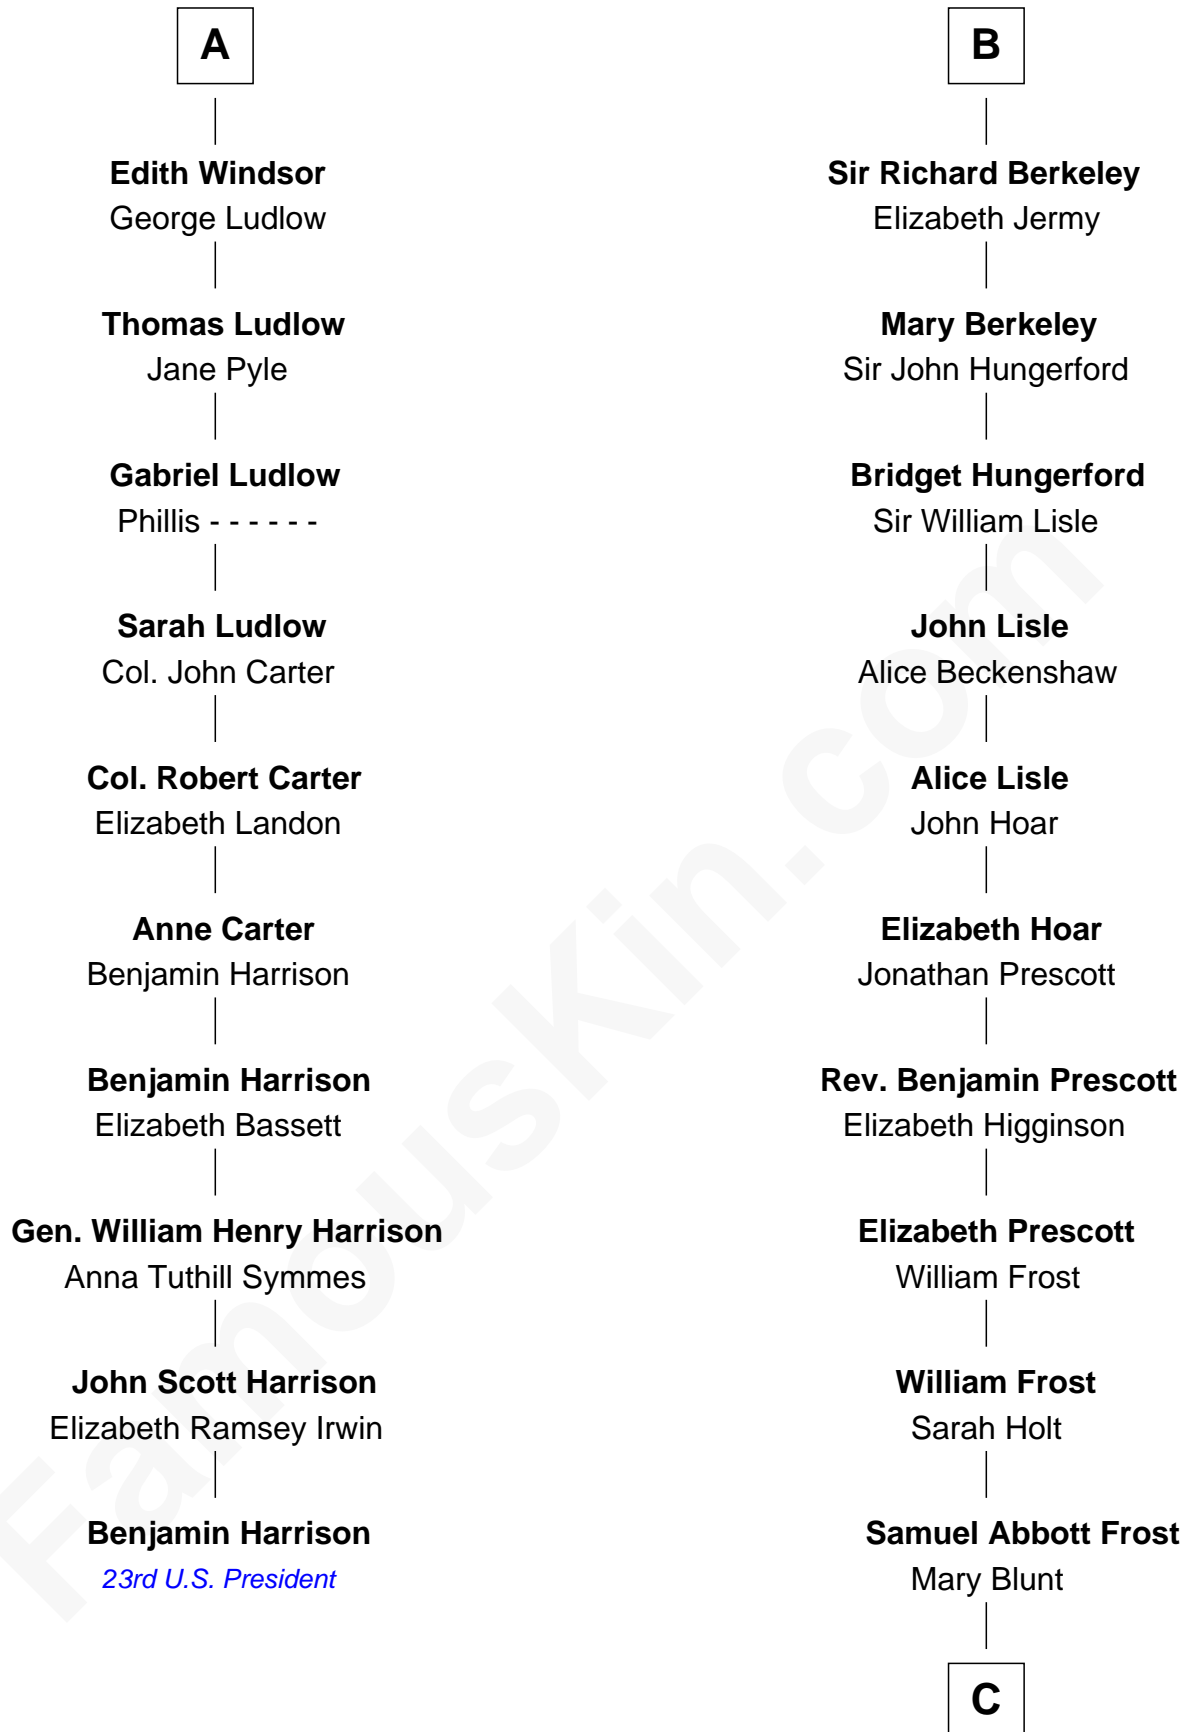 A
Edith Windsor
George Ludlow
Thomas Ludlow
Jane Pyle
Gabriel Ludlow
Phillis - - - - - -
Sarah Ludlow
Col. John Carter
Col. Robert Carter
Elizabeth Landon
Anne Carter
Benjamin Harrison
Benjamin Harrison
Elizabeth Bassett
Gen. William Henry Harrison
Anna Tuthill Symmes
John Scott Harrison
Elizabeth Ramsey Irwin
Benjamin Harrison
23rd U.S. President
B
Sir Richard Berkeley
Elizabeth Jermy
Mary Berkeley
Sir John Hungerford
Bridget Hungerford
Sir William Lisle
John Lisle
Alice Beckenshaw
Alice Lisle
John Hoar
Elizabeth Hoar
Jonathan Prescott
Rev. Benjamin Prescott
Elizabeth Higginson
Elizabeth Prescott
William Frost
William Frost
Sarah Holt
Samuel Abbott Frost
Mary Blunt
C
FamousKin.com